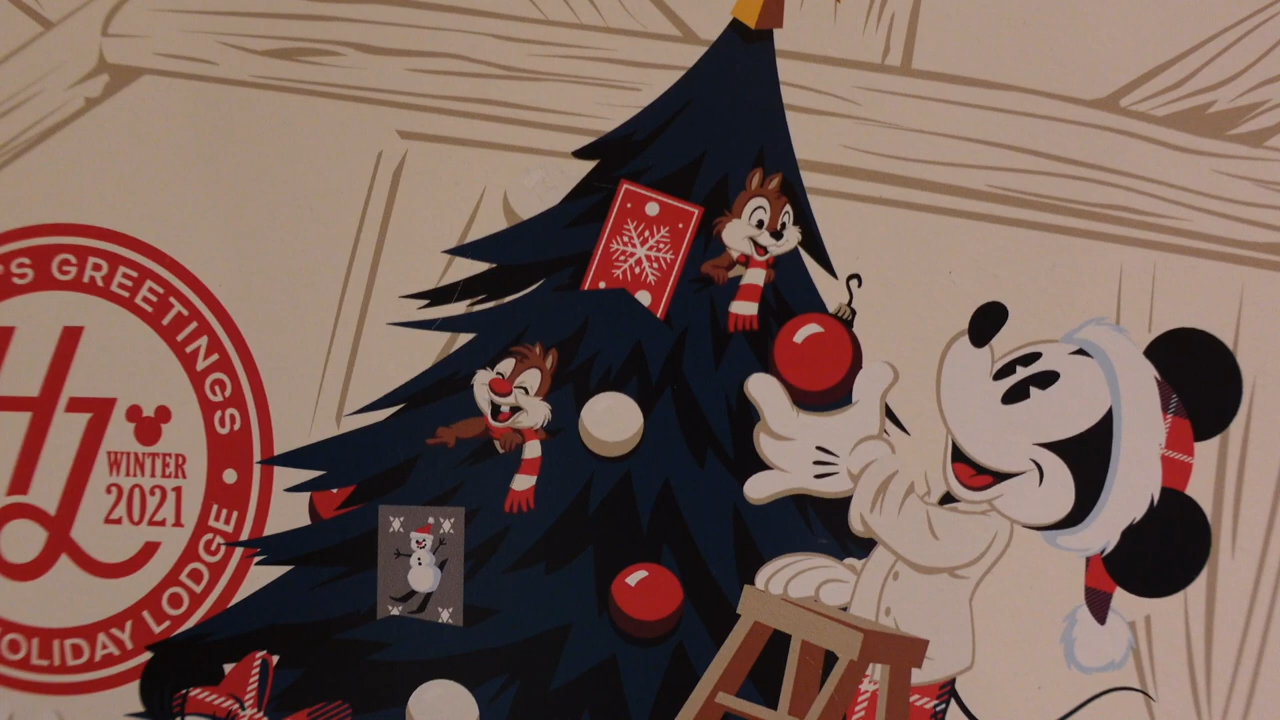 'S GREETINGS
HL
WINTER
2021
HOLIDAY LODGE